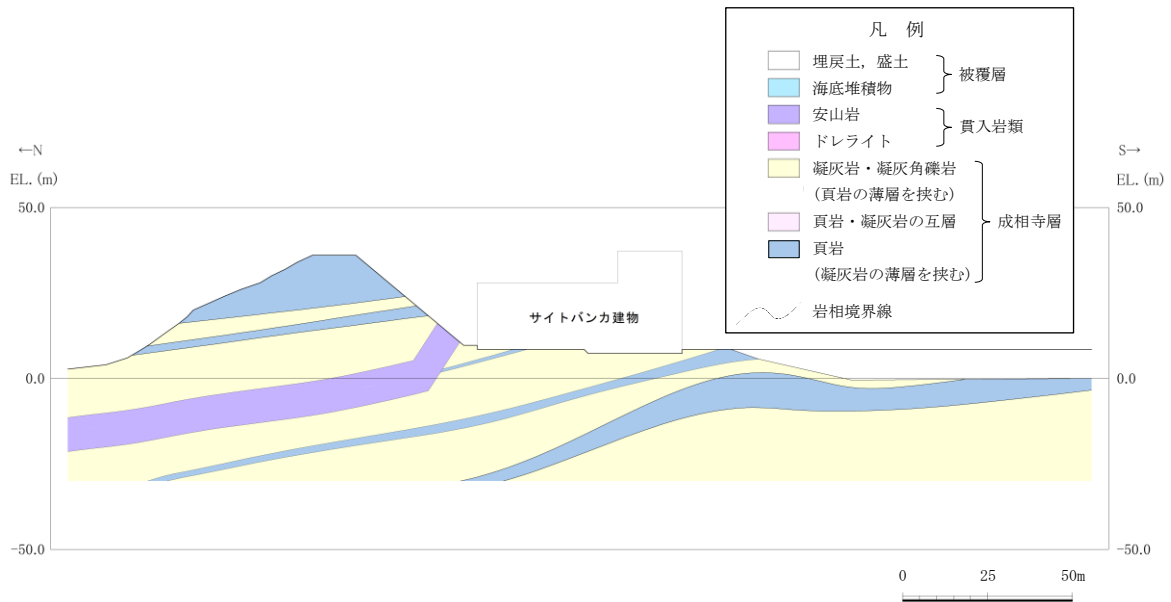 凡 例
埋戻土，盛土
海底堆積物
被覆層
安山岩
ドレライト
貫入岩類
凝灰岩・凝灰角礫岩
(頁岩の薄層を挟む)
頁岩・凝灰岩の互層
頁岩
(凝灰岩の薄層を挟む)
成相寺層
岩相境界線
←N
EL. (m)
S→
EL. (m)
50.0
50.0
サイトバンカ建物
0.0
0.0
−50.0
−50.0
0 25 50m